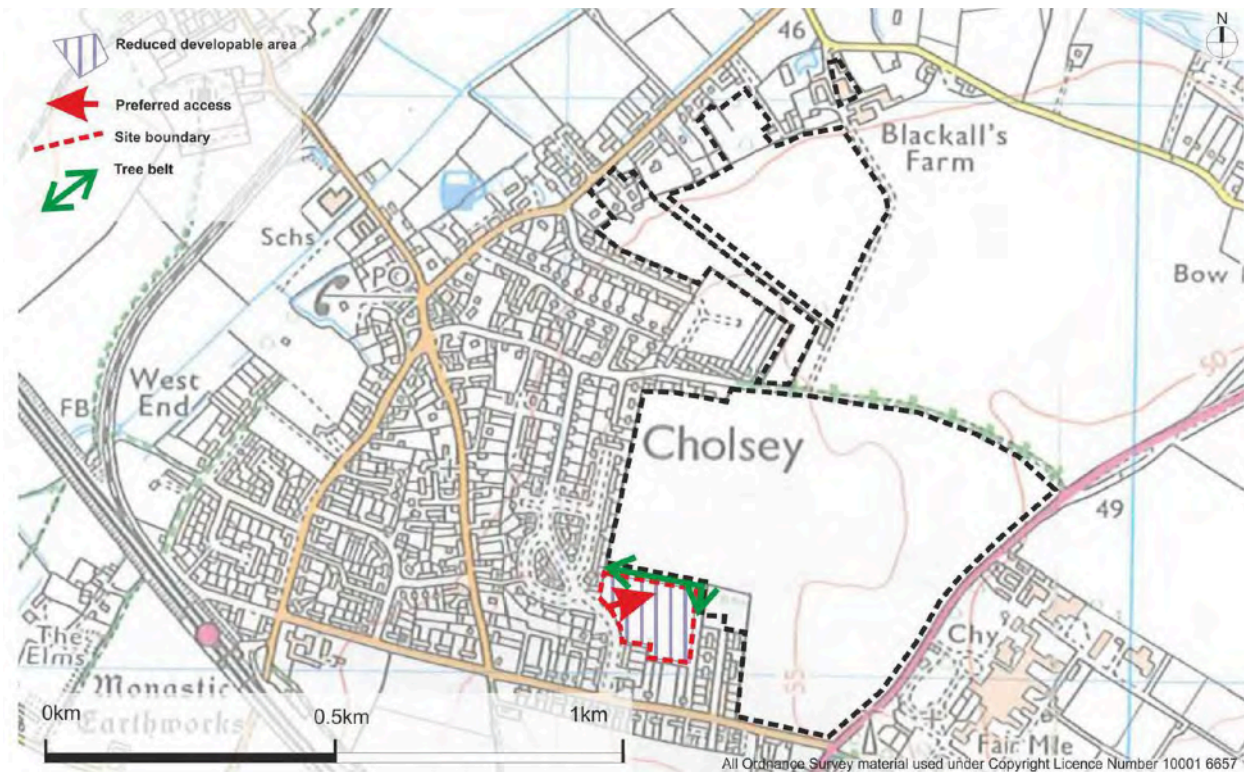 Reduced developable area
Preferred access
Site boundary
Tree belt
N
46
Blackall's
Farm
Schs
PO
Bow
West
End
FB
50
Cholsey
49
The
Elms
Chy
55
Monastic
Earthworks
Fair Mile
0km
0.5km
1km
All Ordnance Survey material used under Copyright Licence Number 10001 6657